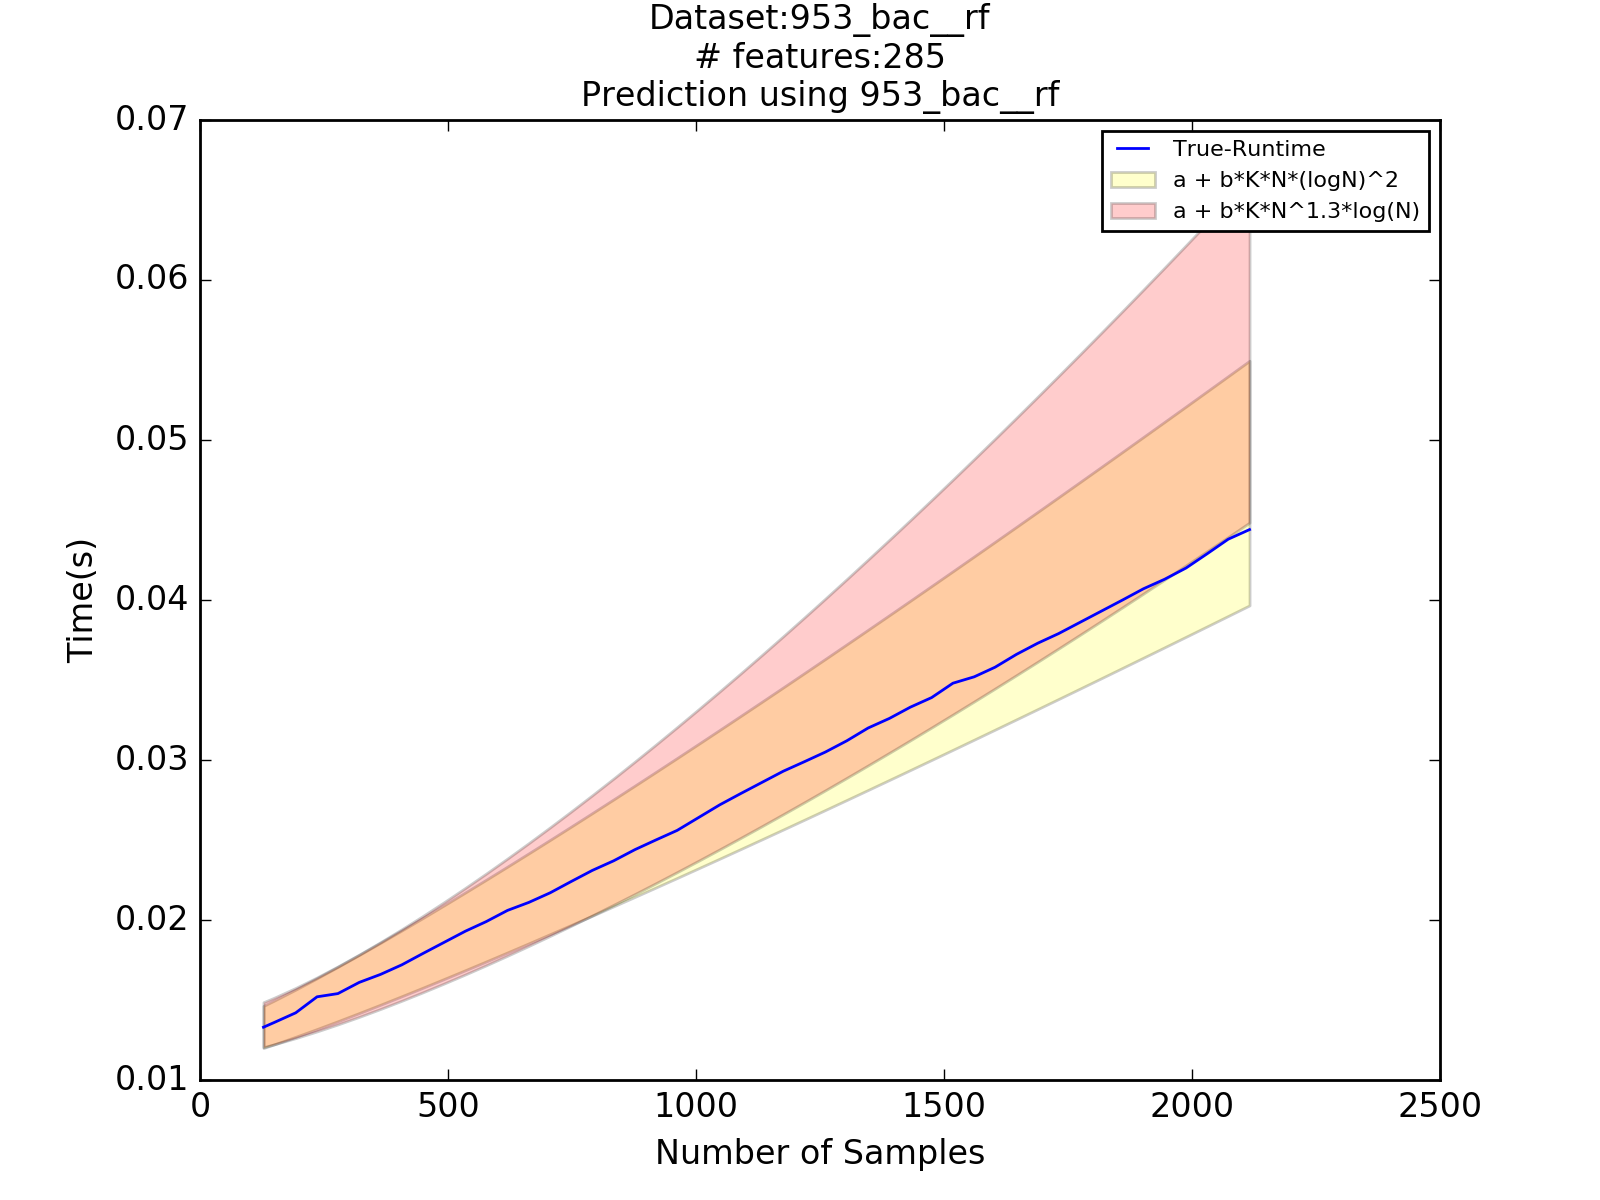 Dataset:953_bac__rf
# features:285
Prediction using 953_bac__rf
True-Runtime
a + b*K*N*(logN)^2
a + b*K*N^1.3*log(N)
0.07
0.06
0.05
0.04
0.03
0.02
0.01
Time(s)
0 500 1000 1500 2000 2500
Number of Samples